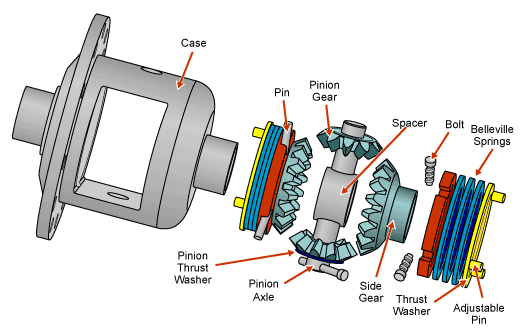 Case
Pin
Pinion
Gear
Spacer
Bolt
Belleville
Springs
Pinion
Thrust
Washer
Pinion
Axle
Side
Gear
Thrust
Washer
Adjustable
Pin